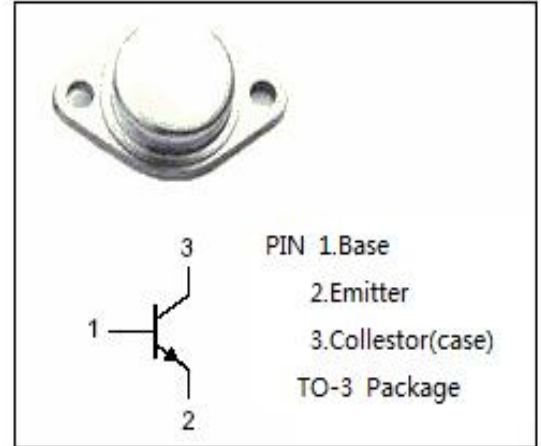 3
1
2
PIN 1.Base
2.Emitter
3.Collestor(case)
TO-3 Package